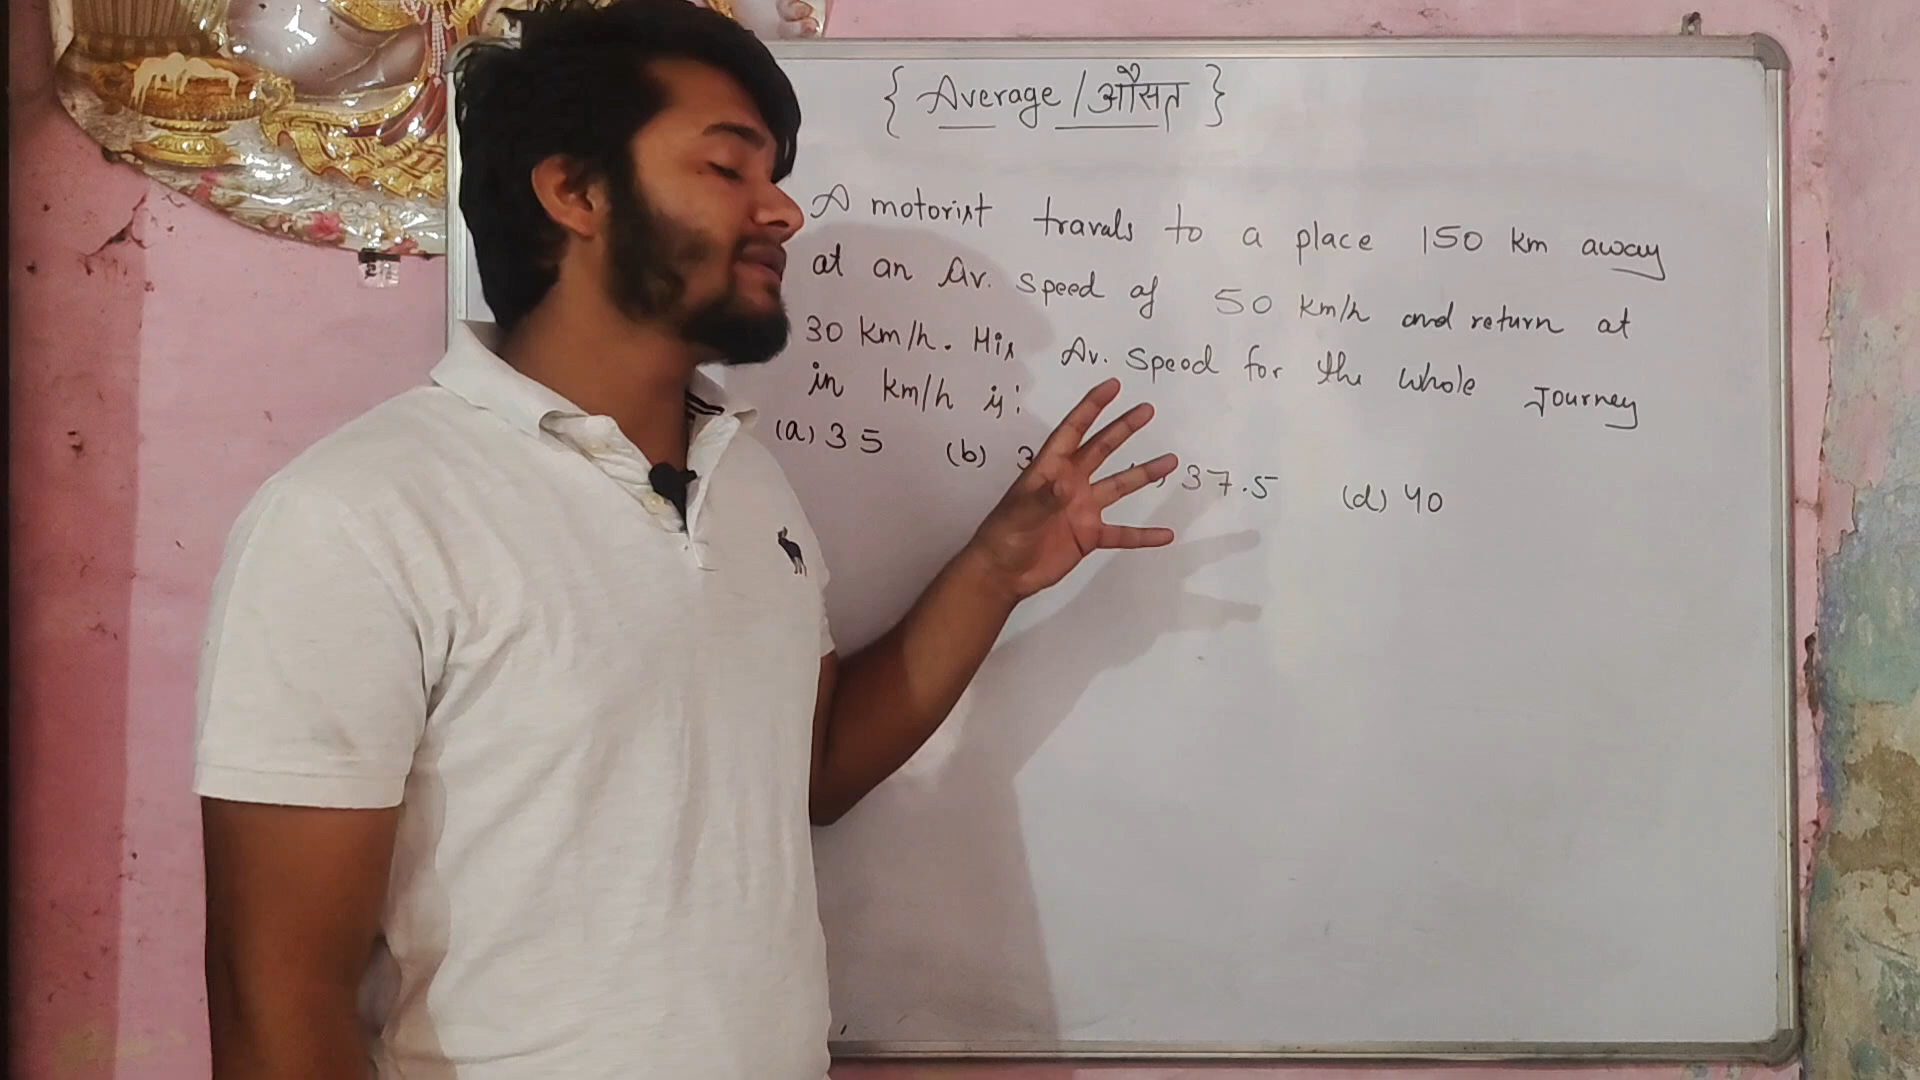 { Average / औसत }
A motorist travals to a place 150 km away
at an Av. Speed of 50 km/h and return at
30 km/h. His Av. Speed for the whole Journey
in km/h is:
(a) 35 (b) 37.5 (d) 40